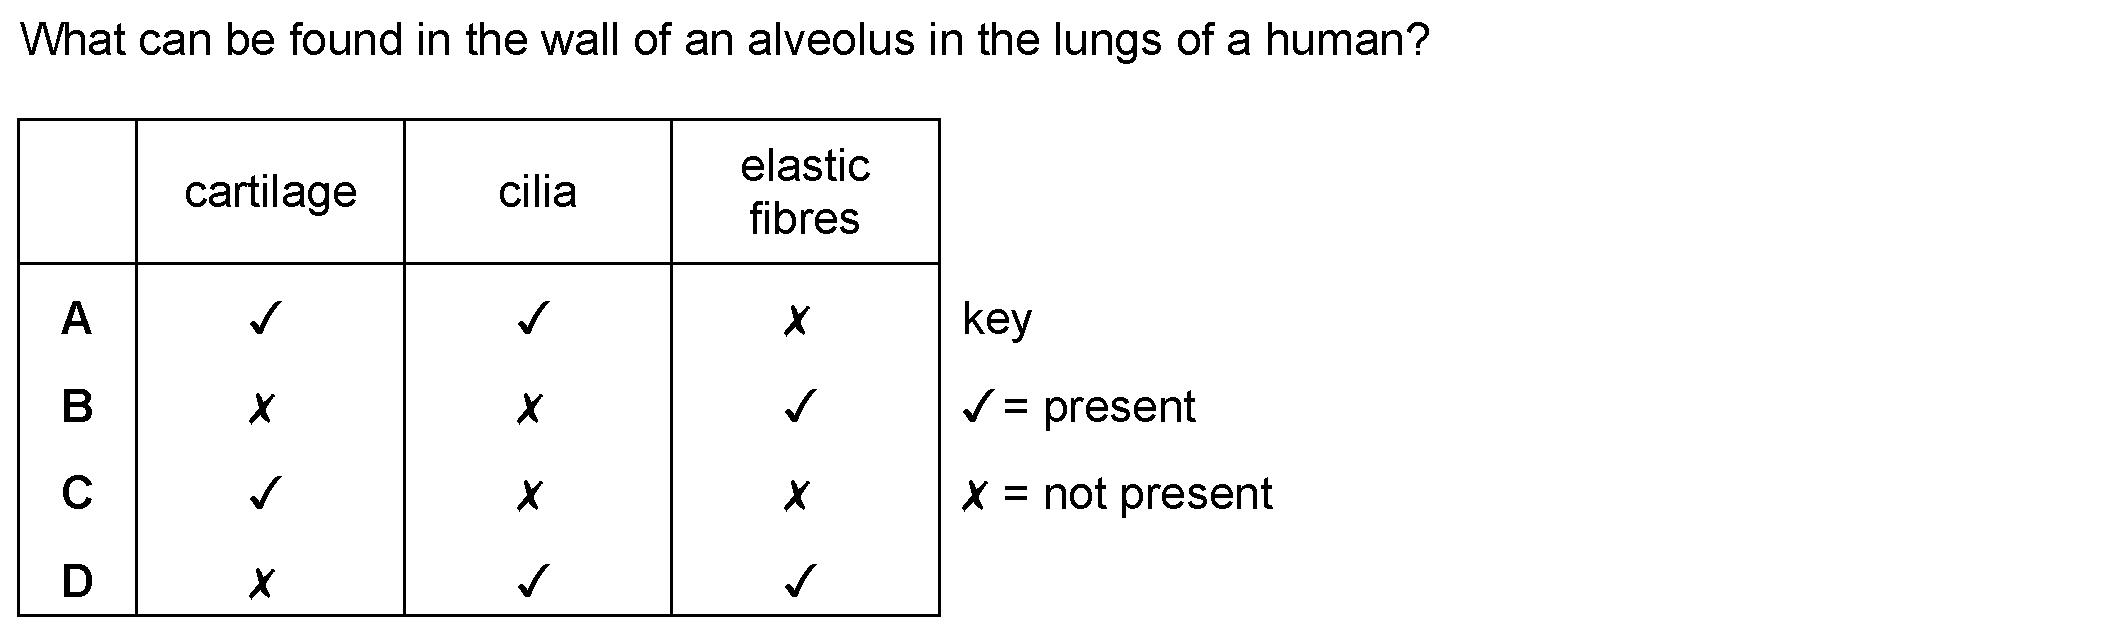 What can be found in the wall of an alveolus in the lungs of a human?
cartilage cilia elastic
fibres
A ✓ ✓ ✗ key
B ✗ ✗ ✓ ✓ = present
C ✓ ✗ ✗ ✗ = not present
D ✗ ✓ ✓